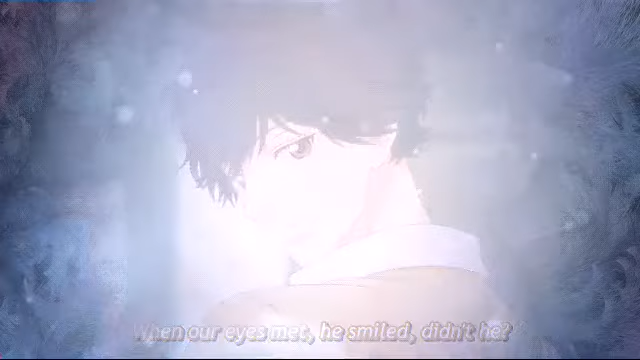 When our eyes met, he smiled, didn't he?